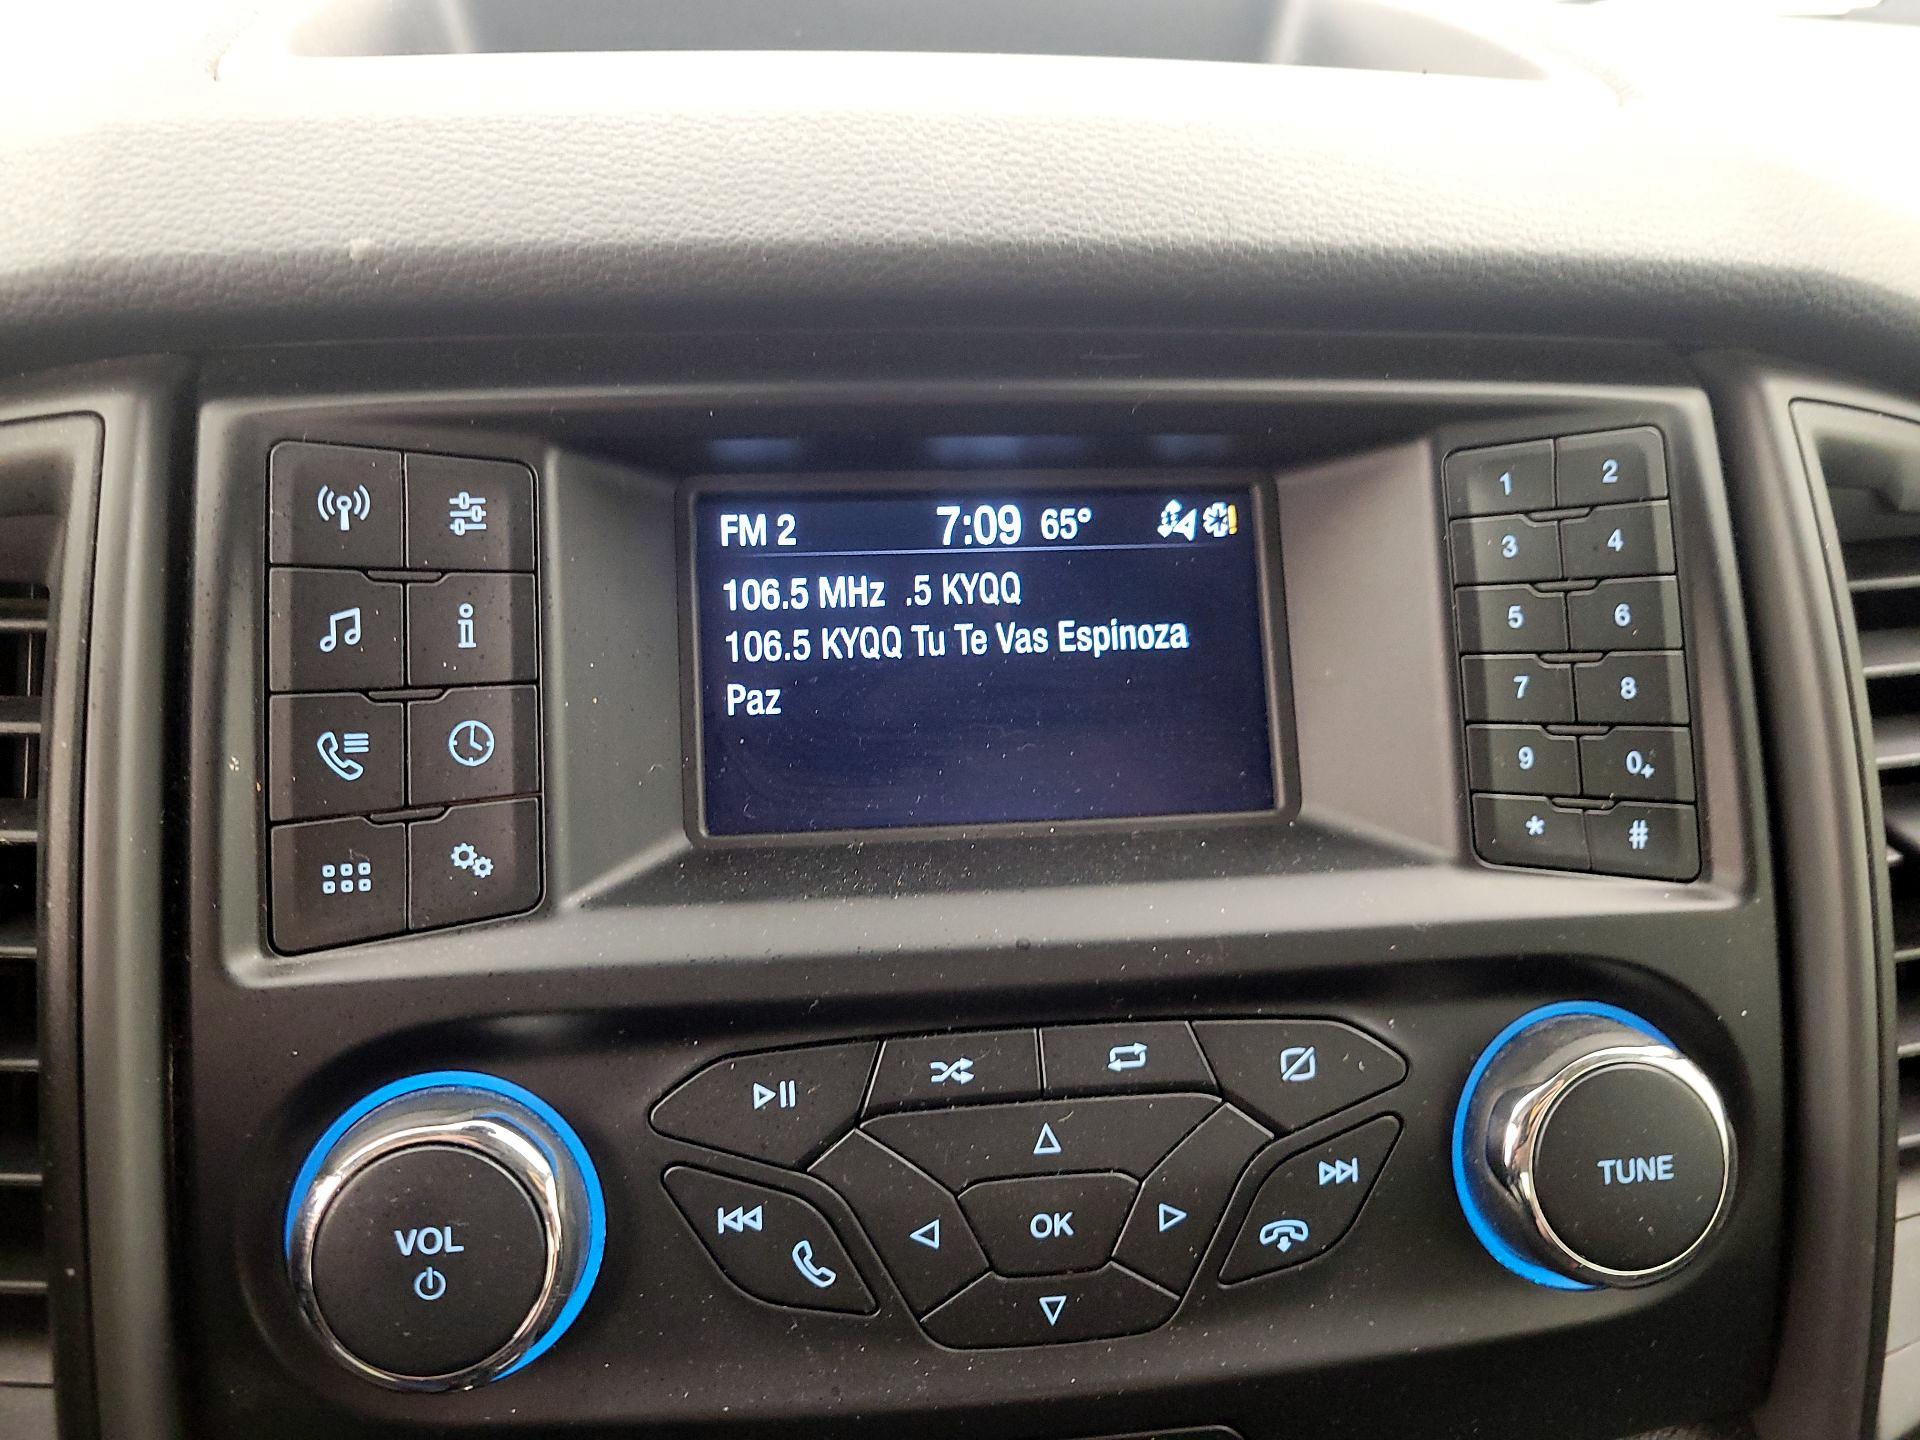 FM 2 7:09 65°
106.5 MHz .5 KYQQ
106.5 KYQQ Tu Te Vas Espinoza
Paz
1 2
3 4
5 6
7 8
9 0+
* #
VOL
OK
TUNE